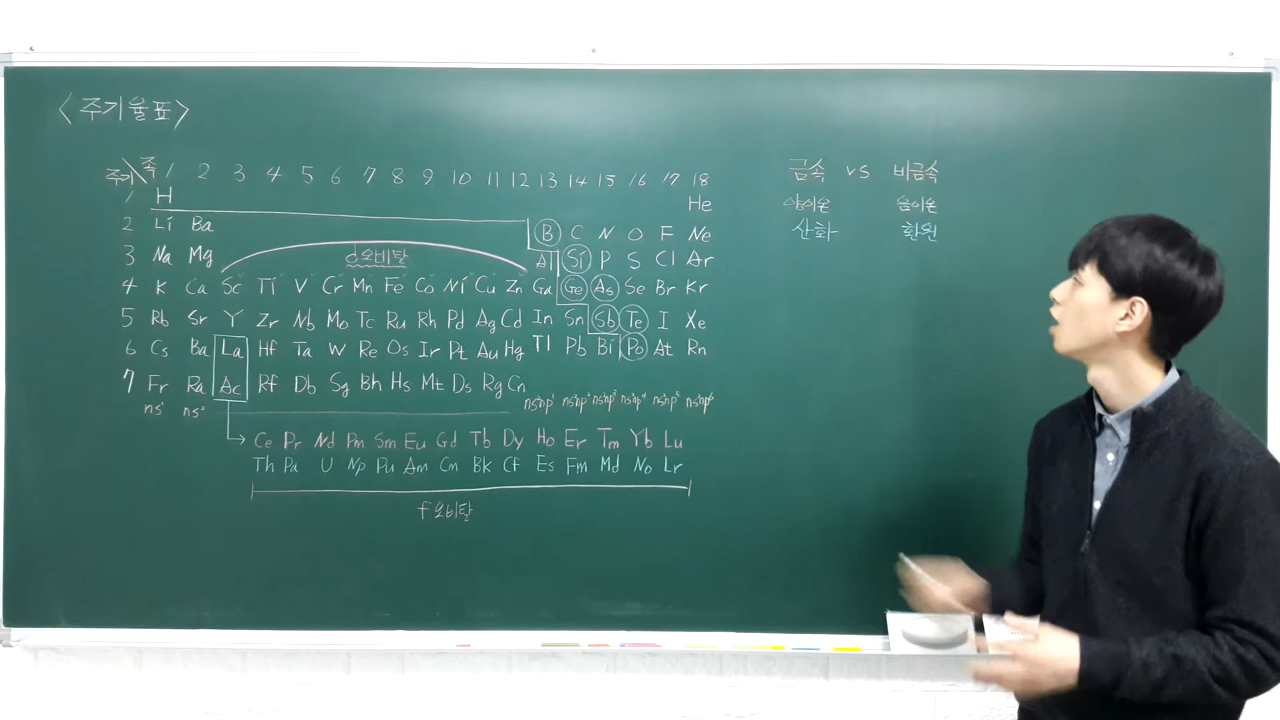 <주기율표>
주기 족 1 2 3 4 5 6 7 8 9 10 11 12 13 14 15 16 17 18
1 H He
2 Li Ba B C N O F Ne
3 Na Mg d오비탈 Al Si P S Cl Ar
4 K Ca Sc Ti V Cr Mn Fe Co Ni Cu Zn Ga Ge As Se Br Kr
5 Rb Sr Y Zr Nb Mo Tc Ru Rh Pd Ag Cd In Sn Sb Te I Xe
6 Cs Ba La Hf Ta W Re Os Ir Pt Au Hg Tl Pb Bi Po At Rn
7 Fr Ra Ac Rf Db Sg Bh Hs Mt Ds Rg Cn
ns¹ ns² ns²np¹ ns²np² ns²np³ ns²np⁴ ns²np⁵ ns²np⁶
Ce Pr Nd Pm Sm Eu Gd Tb Dy Ho Er Tm Yb Lu
Th Pa U Np Pu Am Cm Bk Cf Es Fm Md No Lr
f오비탈
금속 vs 비금속
양이온 음이온
산화 환원